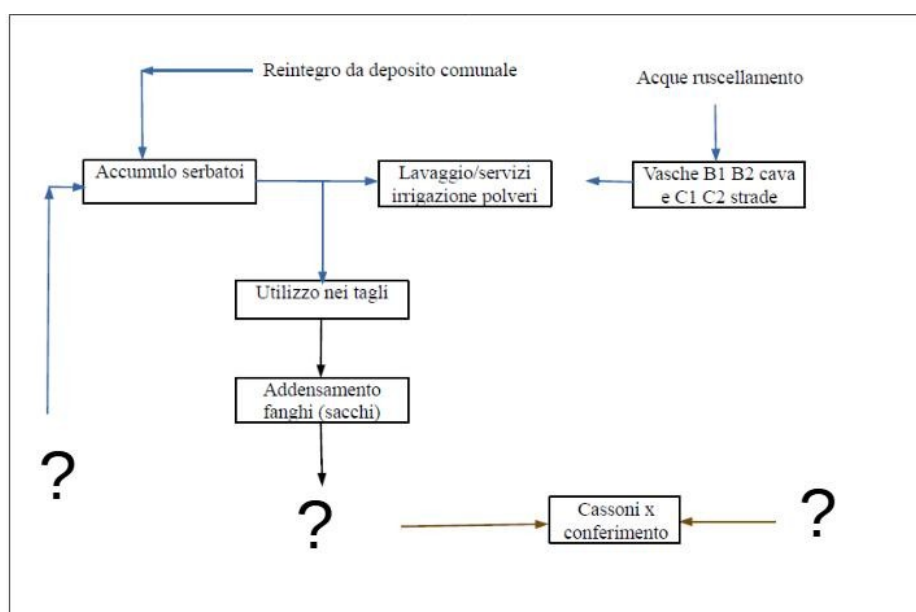 Reintegro da deposito comunale
Acque ruscellamento
Accumulo serbatoi
Lavaggio/servizi
irrigazione polveri
Vasche B1 B2 cava
e C1 C2 strade
Utilizzo nei tagli
Addensamento
fanghi (sacchi)
?
?
Cassoni x
conferimento
?